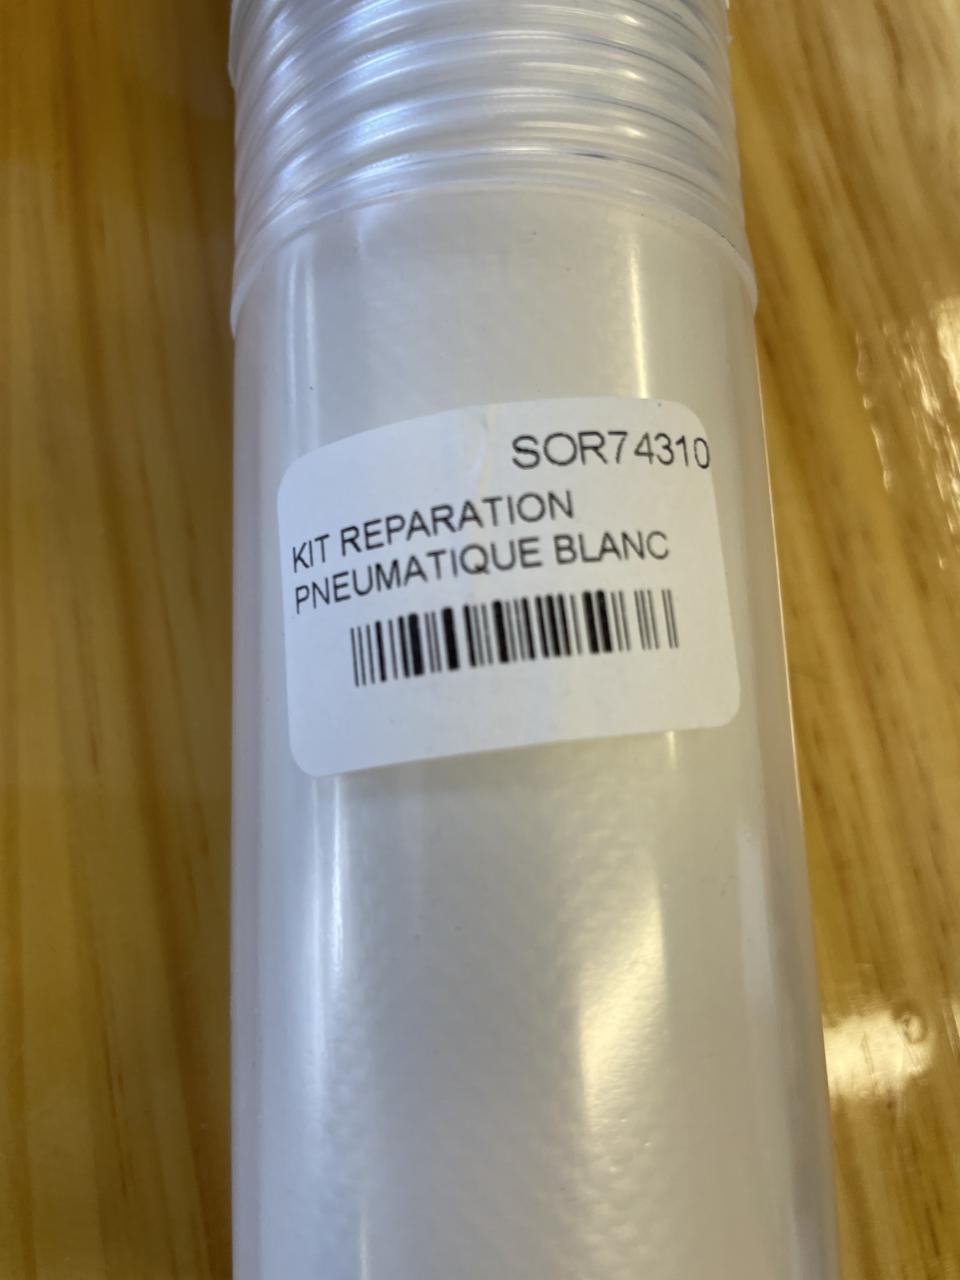 SOR74310
KIT REPARATION
PNEUMATIQUE BLANC